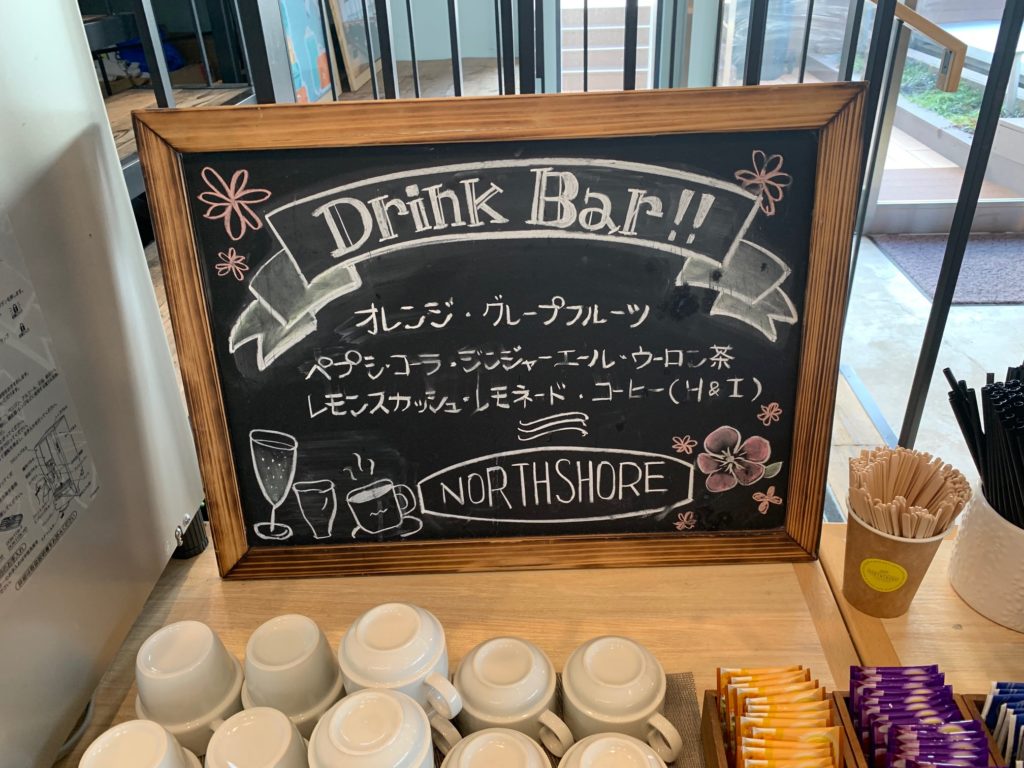 Drink Bar!!
オレンジ・グレープフルーツ
ペプシ・コーラ・ジンジャーエール・ウーロン茶
レモンスカッシュ・レモネード・コーヒー(H&I)
NORTHSHORE